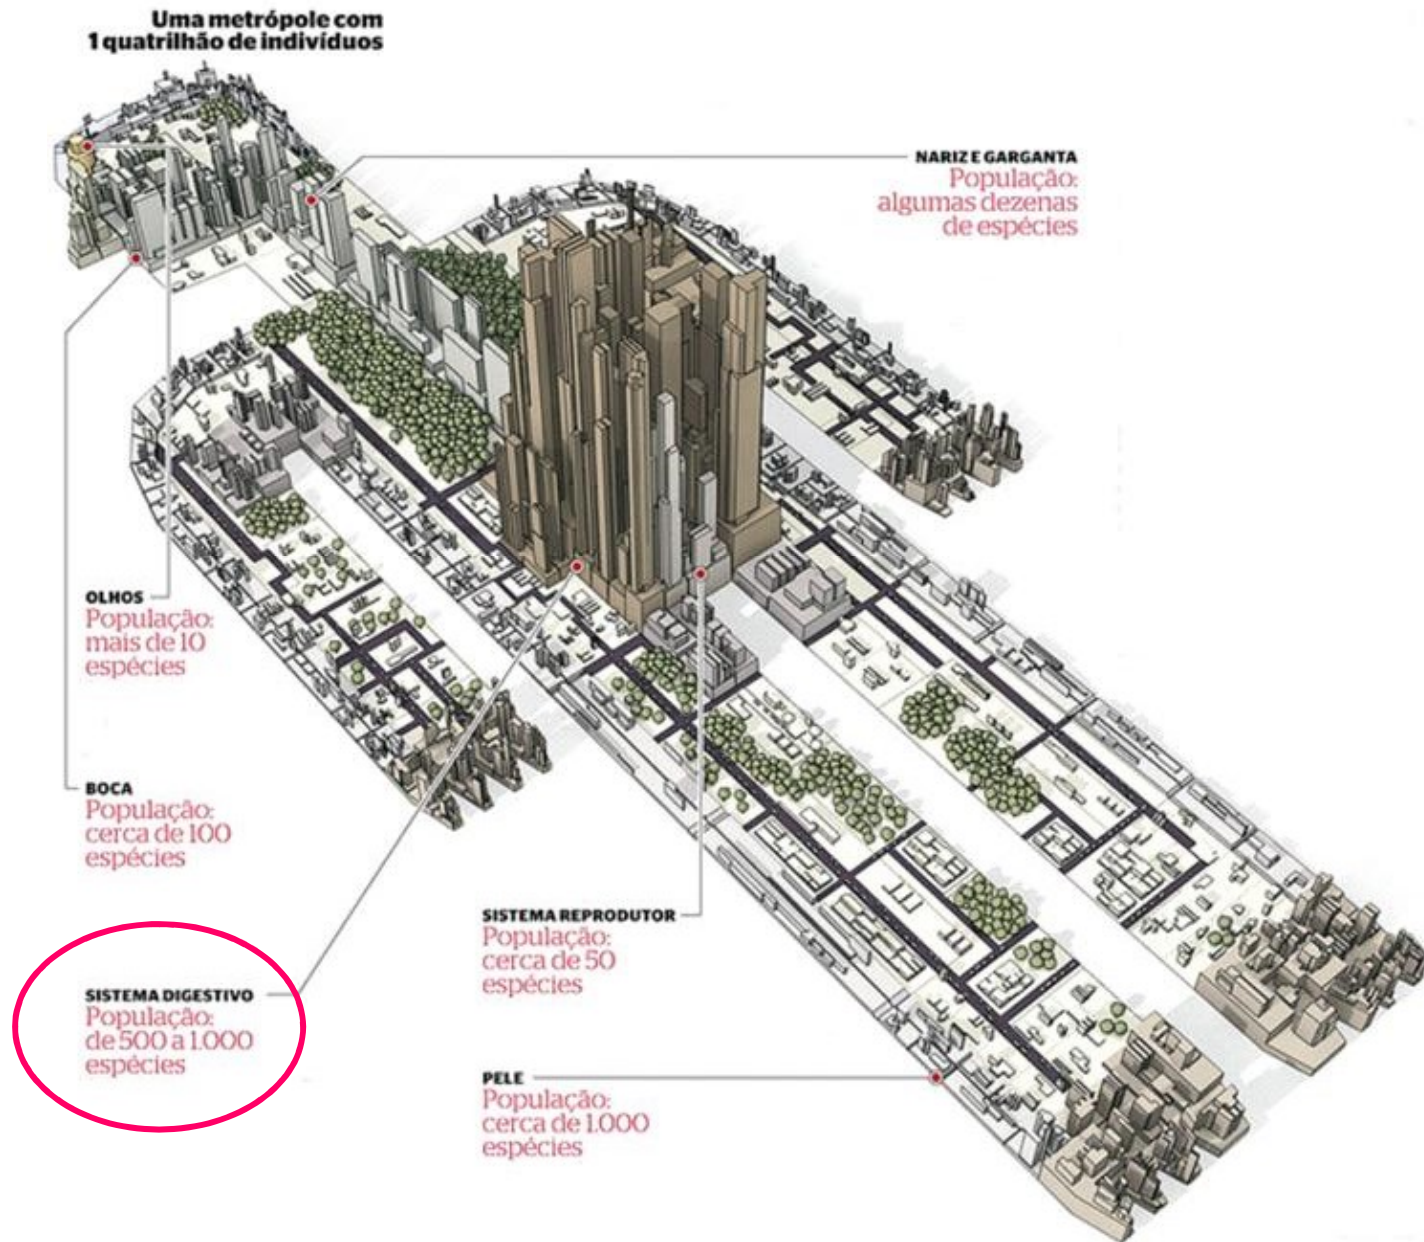 Uma metrópole com
1 quatrilhão de indivíduos
NARIZ E GARGANTA
População:
algumas dezenas
de espécies
OLHOS
População:
mais de 10
espécies
BOCA
População:
cerca de 100
espécies
SISTEMA REPRODUTOR
População:
cerca de 50
espécies
SISTEMA DIGESTIVO
População:
de 500 a 1.000
espécies
PELE
População:
cerca de 1.000
espécies